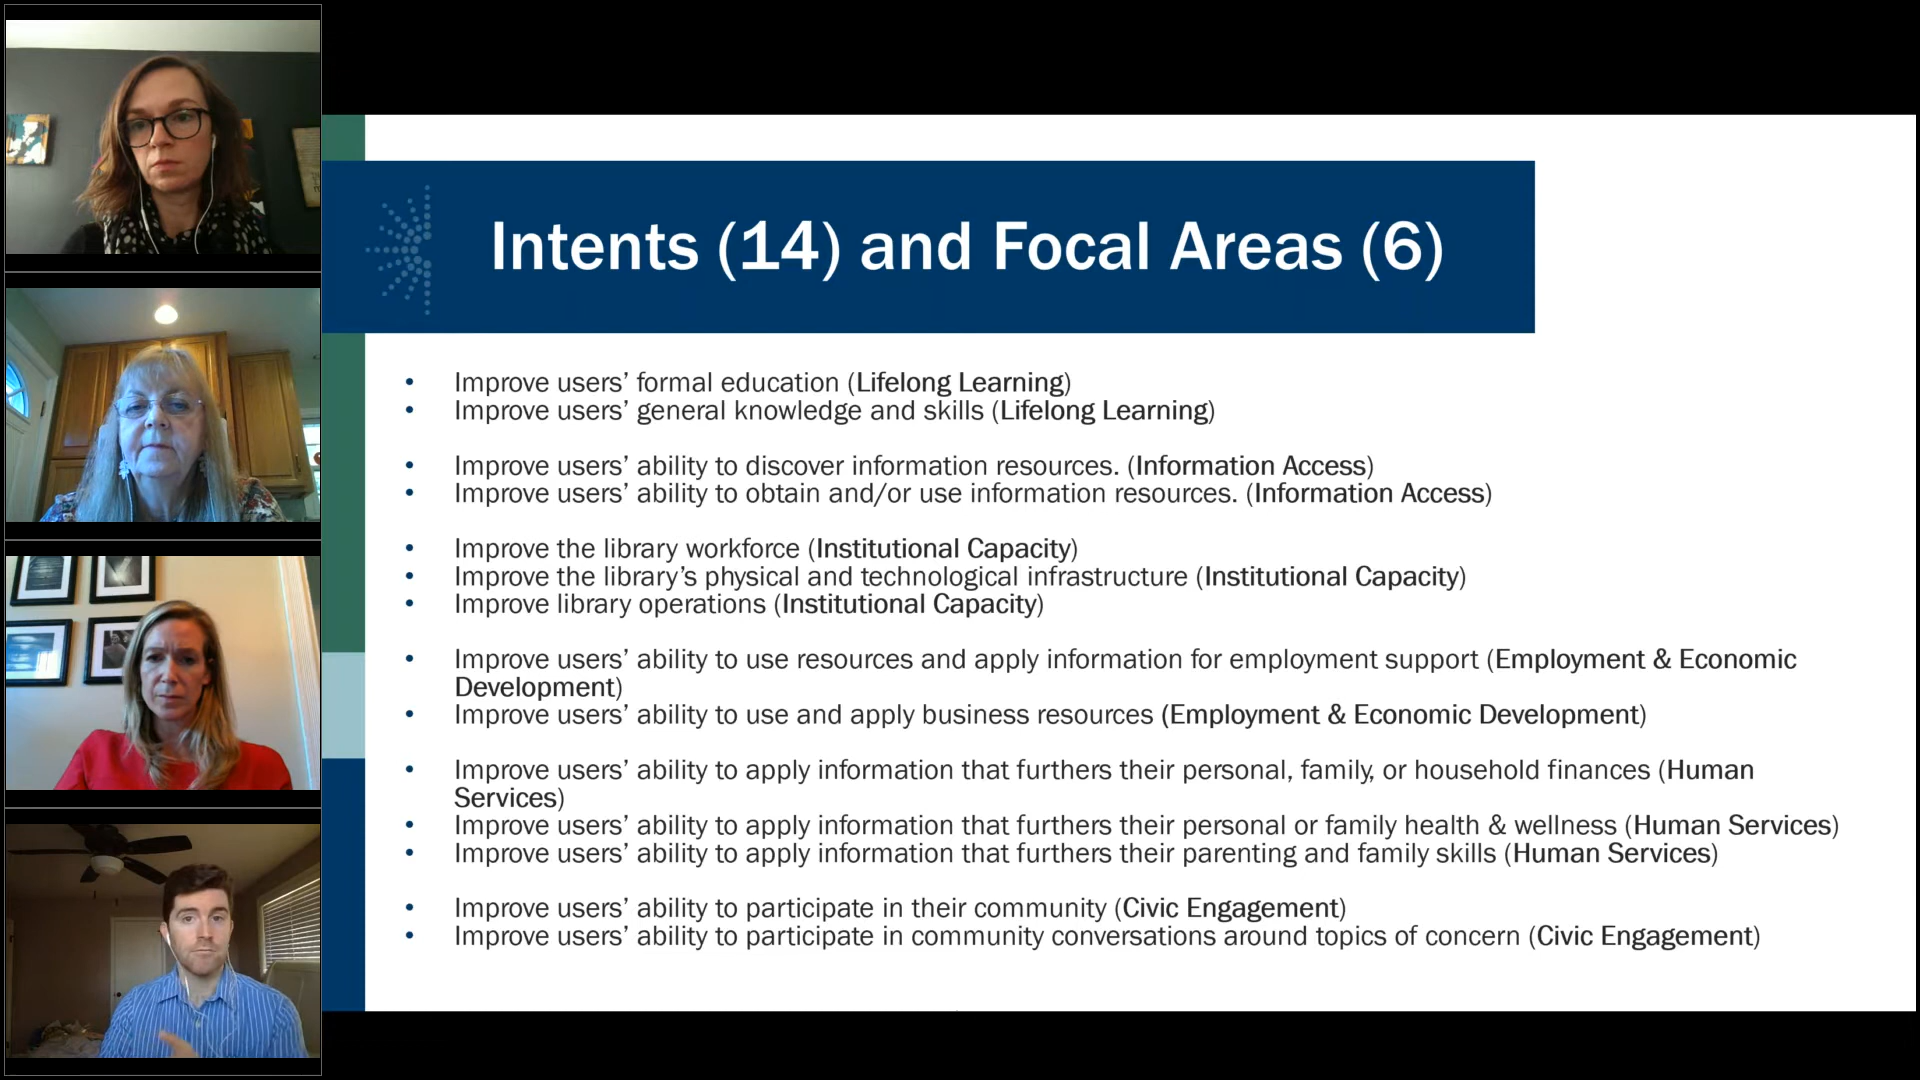 Intents (14) and Focal Areas (6)
• Improve users’ formal education (Lifelong Learning)
• Improve users’ general knowledge and skills (Lifelong Learning)
• Improve users’ ability to discover information resources. (Information Access)
• Improve users’ ability to obtain and/or use information resources. (Information Access)
• Improve the library workforce (Institutional Capacity)
• Improve the library’s physical and technological infrastructure (Institutional Capacity)
• Improve library operations (Institutional Capacity)
• Improve users’ ability to use resources and apply information for employment support (Employment & Economic
Development)
• Improve users’ ability to use and apply business resources (Employment & Economic Development)
• Improve users’ ability to apply information that furthers their personal, family, or household finances (Human
Services)
• Improve users’ ability to apply information that furthers their personal or family health & wellness (Human Services)
• Improve users’ ability to apply information that furthers their parenting and family skills (Human Services)
• Improve users’ ability to participate in their community (Civic Engagement)
• Improve users’ ability to participate in community conversations around topics of concern (Civic Engagement)